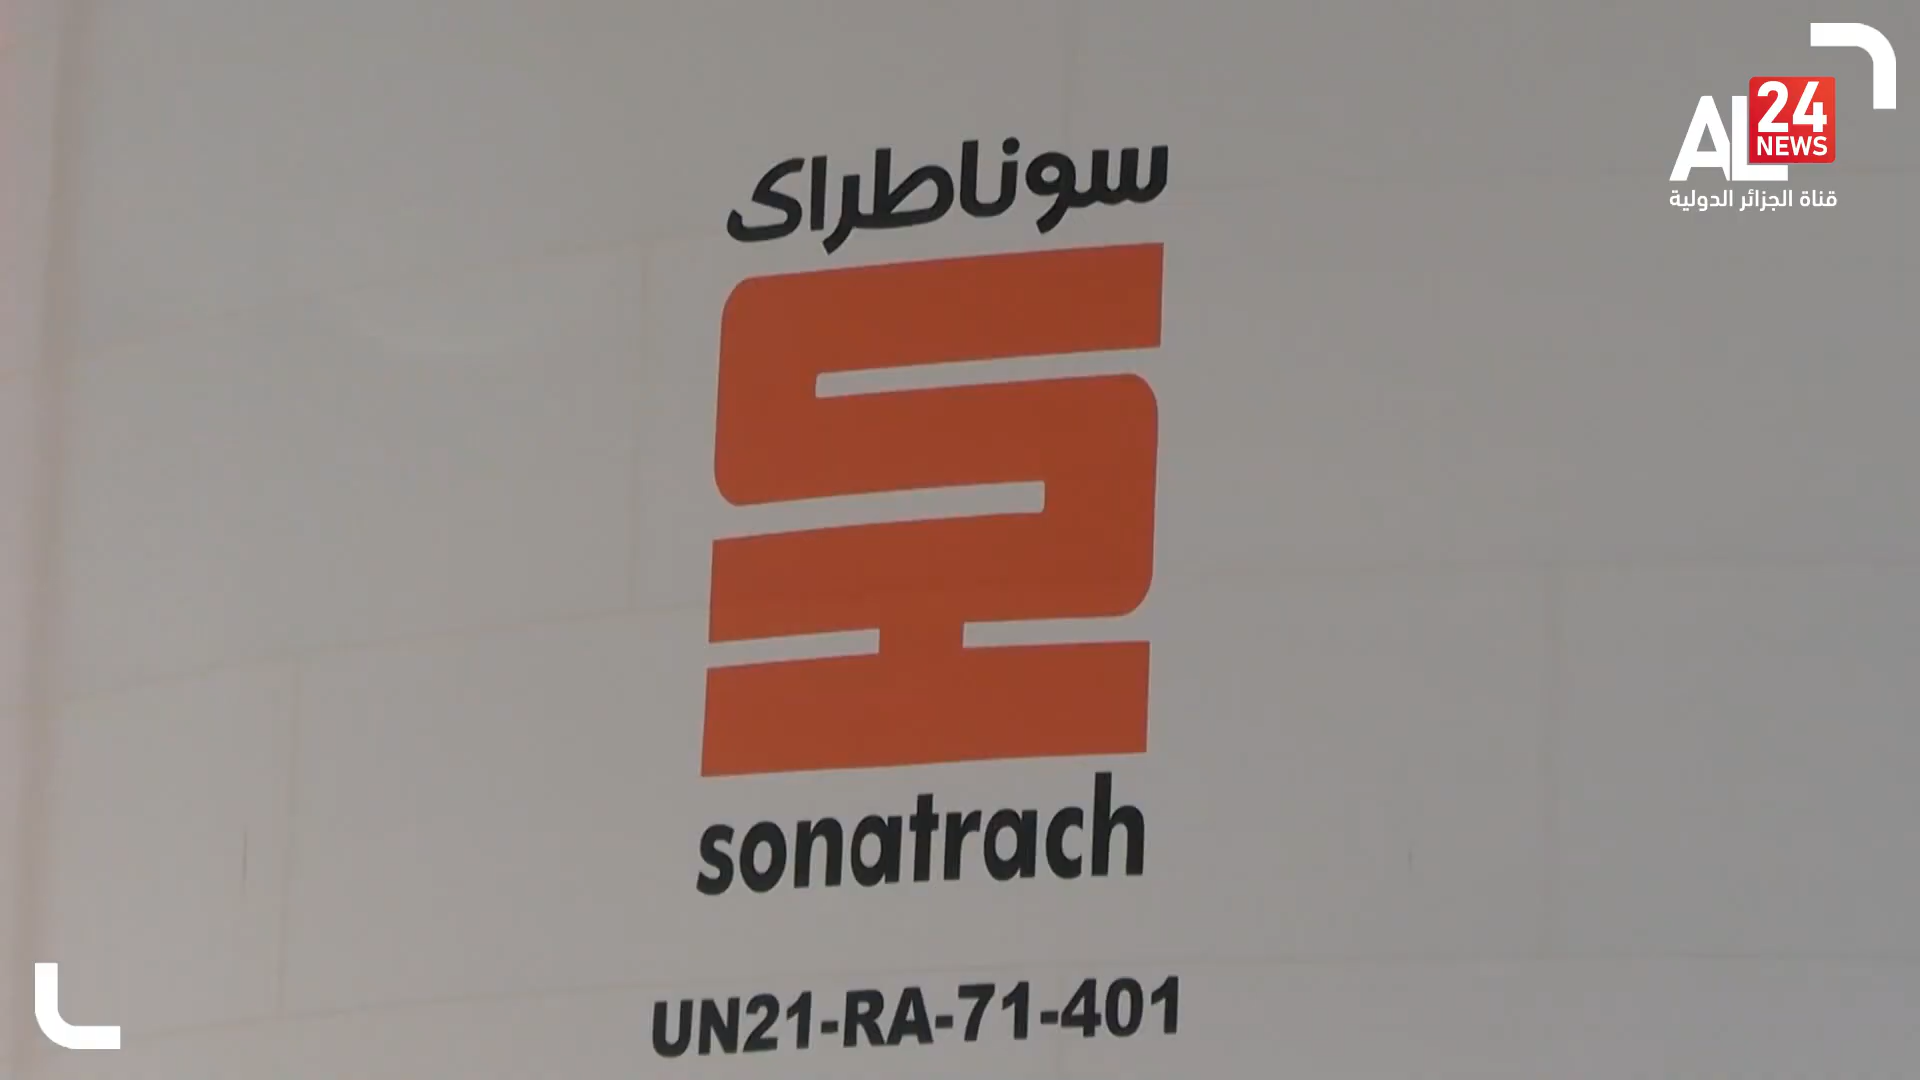 AL
24
NEWS
قناة الجزائر الدولية
سوناطراك
sonatrach
UN21-RA-71-401